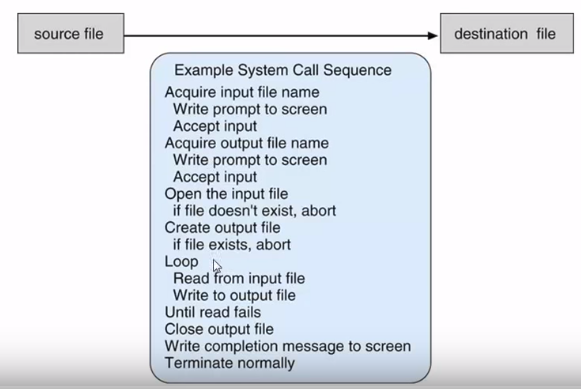 source file
destination file
Example System Call Sequence
Acquire input file name
Write prompt to screen
Accept input
Acquire output file name
Write prompt to screen
Accept input
Open the input file
if file doesn't exist, abort
Create output file
if file exists, abort
Loop
Read from input file
Write to output file
Until read fails
Close output file
Write completion message to screen
Terminate normally